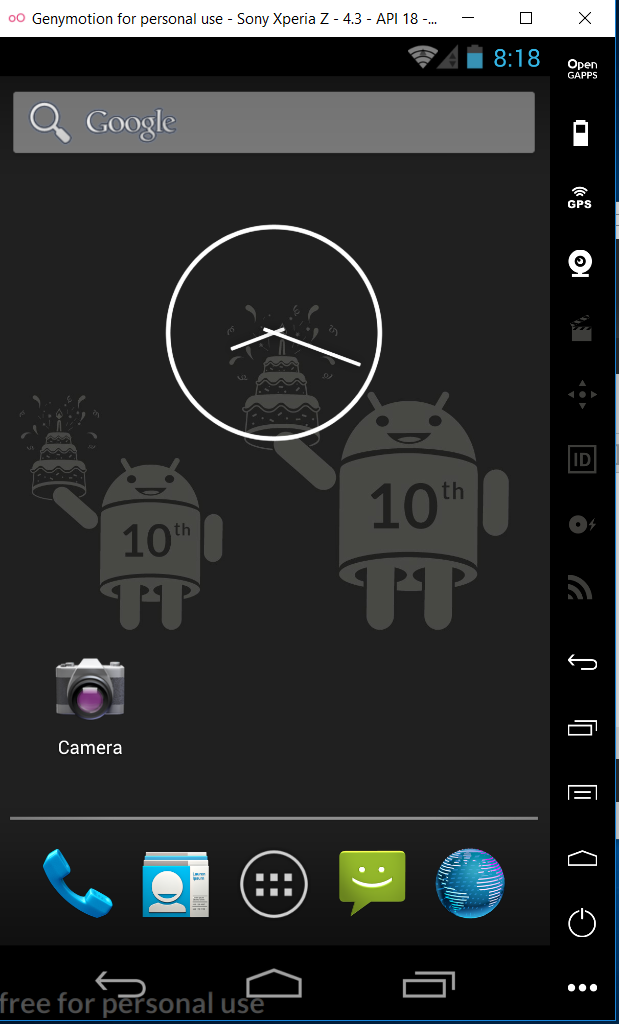 Genymotion for personal use - Sony Xperia Z - 4.3 - API 18 -...
8:18
Open
GAPPS
Google
GPS
10th
10th
ID
Camera
free for personal use